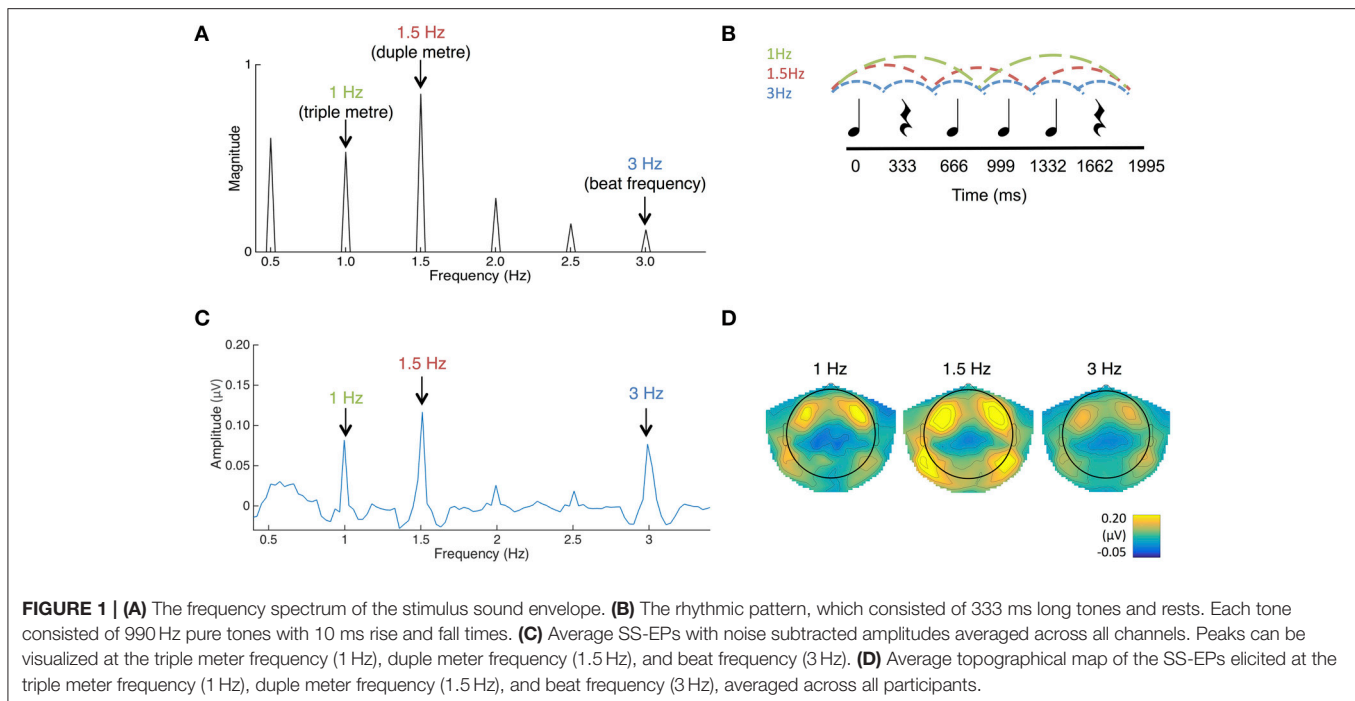 A
1
0
Magnitude
1 Hz
(triple metre)
1.5 Hz
(duple metre)
3 Hz
(beat frequency)
0.5 1.0 1.5 2.0 2.5 3.0
Frequency (Hz)
B
1Hz
1.5Hz
3Hz
0 333 666 999 1332 1662 1995
Time (ms)
C
0.20
0.15
0.10
0.05
0
Amplitude (µV)
1 Hz
1.5 Hz
3 Hz
0.5 1 1.5 2 2.5 3
Frequency (Hz)
D
1 Hz 1.5 Hz 3 Hz
0.20
(µV)
-0.05
FIGURE 1 | (A) The frequency spectrum of the stimulus sound envelope. (B) The rhythmic pattern, which consisted of 333 ms long tones and rests. Each tone
consisted of 990 Hz pure tones with 10 ms rise and fall times. (C) Average SS-EPs with noise subtracted amplitudes averaged across all channels. Peaks can be
visualized at the triple meter frequency (1 Hz), duple meter frequency (1.5 Hz), and beat frequency (3 Hz). (D) Average topographical map of the SS-EPs elicited at the
triple meter frequency (1 Hz), duple meter frequency (1.5 Hz), and beat frequency (3 Hz), averaged across all participants.